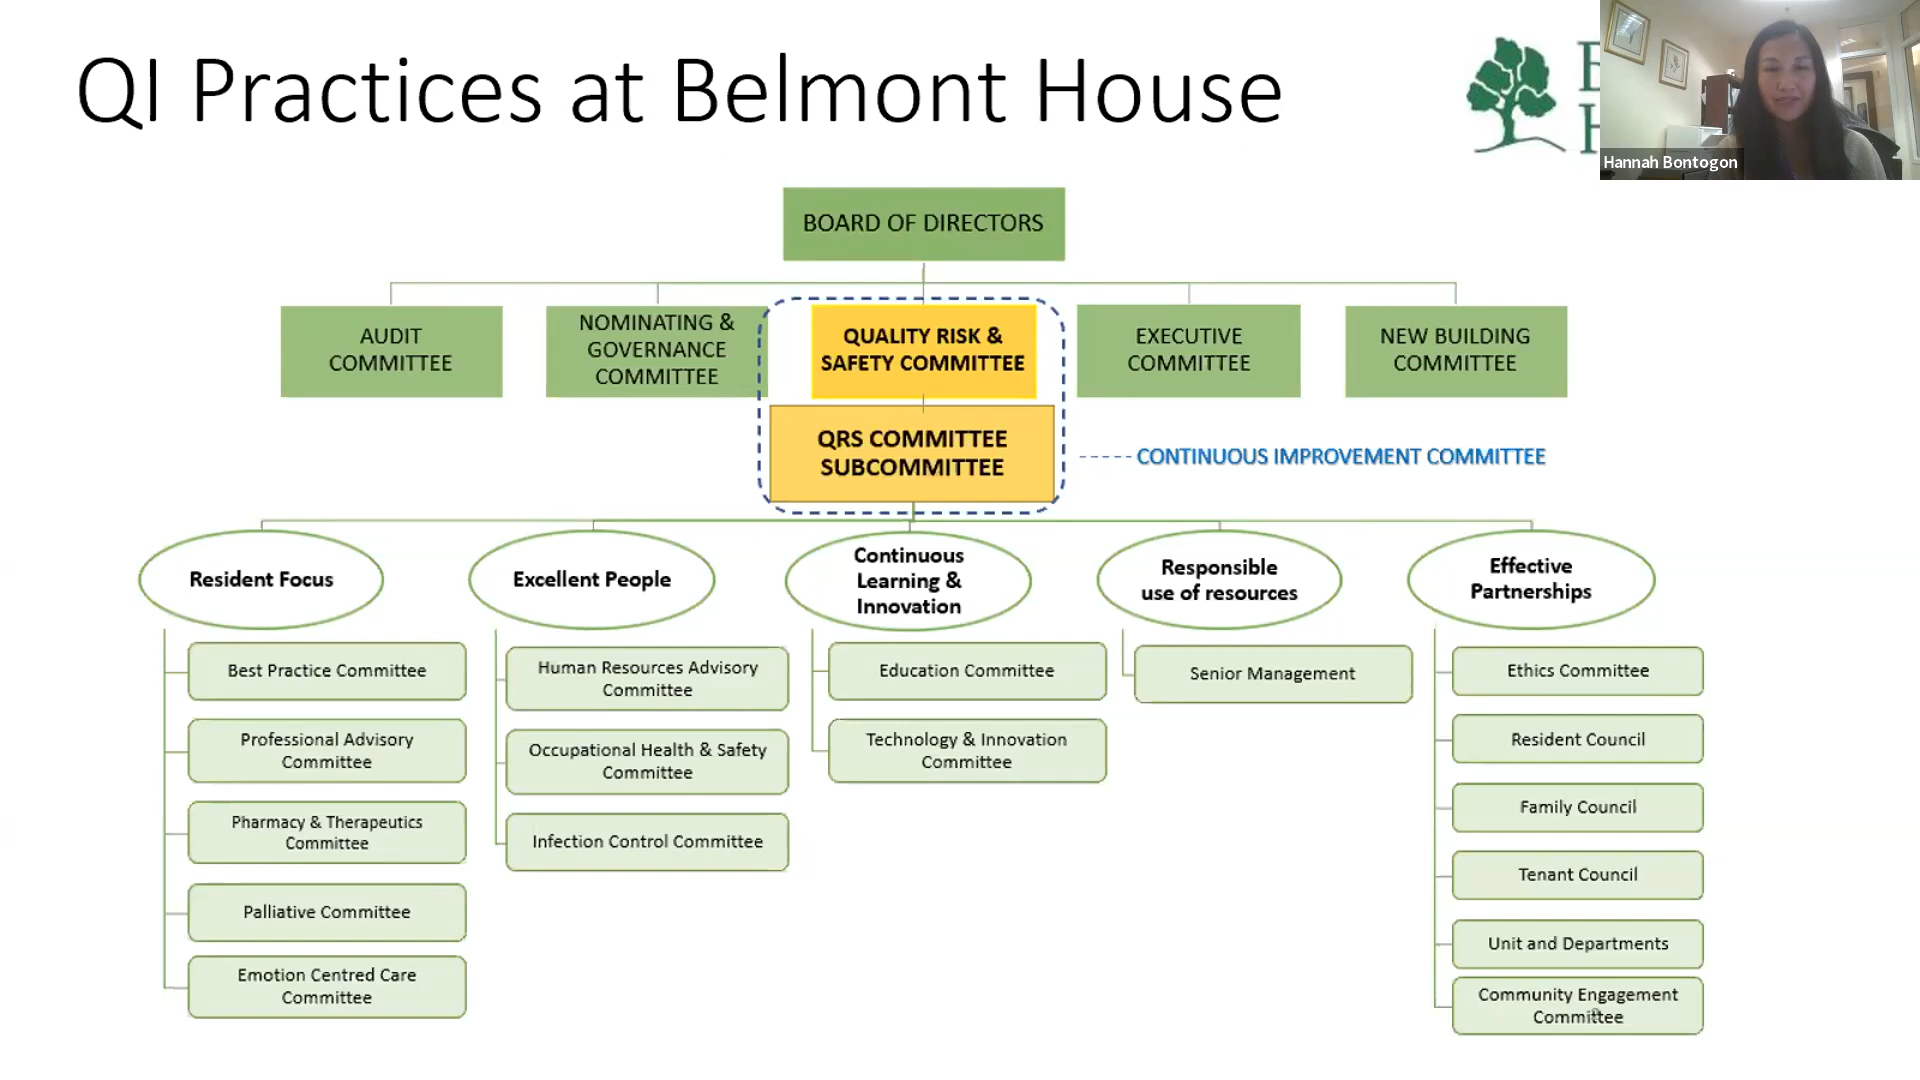 QI Practices at Belmont House
Hannah Bontogon
BOARD OF DIRECTORS
AUDIT
COMMITTEE
NOMINATING &
GOVERNANCE
COMMITTEE
QUALITY RISK &
SAFETY COMMITTEE
EXECUTIVE
COMMITTEE
NEW BUILDING
COMMITTEE
QRS COMMITTEE
SUBCOMMITTEE
CONTINUOUS IMPROVEMENT COMMITTEE
Resident Focus
Best Practice Committee
Professional Advisory
Committee
Pharmacy & Therapeutics
Committee
Palliative Committee
Emotion Centred Care
Committee
Excellent People
Human Resources Advisory
Committee
Occupational Health & Safety
Committee
Infection Control Committee
Continuous
Learning &
Innovation
Education Committee
Technology & Innovation
Committee
Responsible
use of resources
Senior Management
Effective
Partnerships
Ethics Committee
Resident Council
Family Council
Tenant Council
Unit and Departments
Community Engagement
Committee